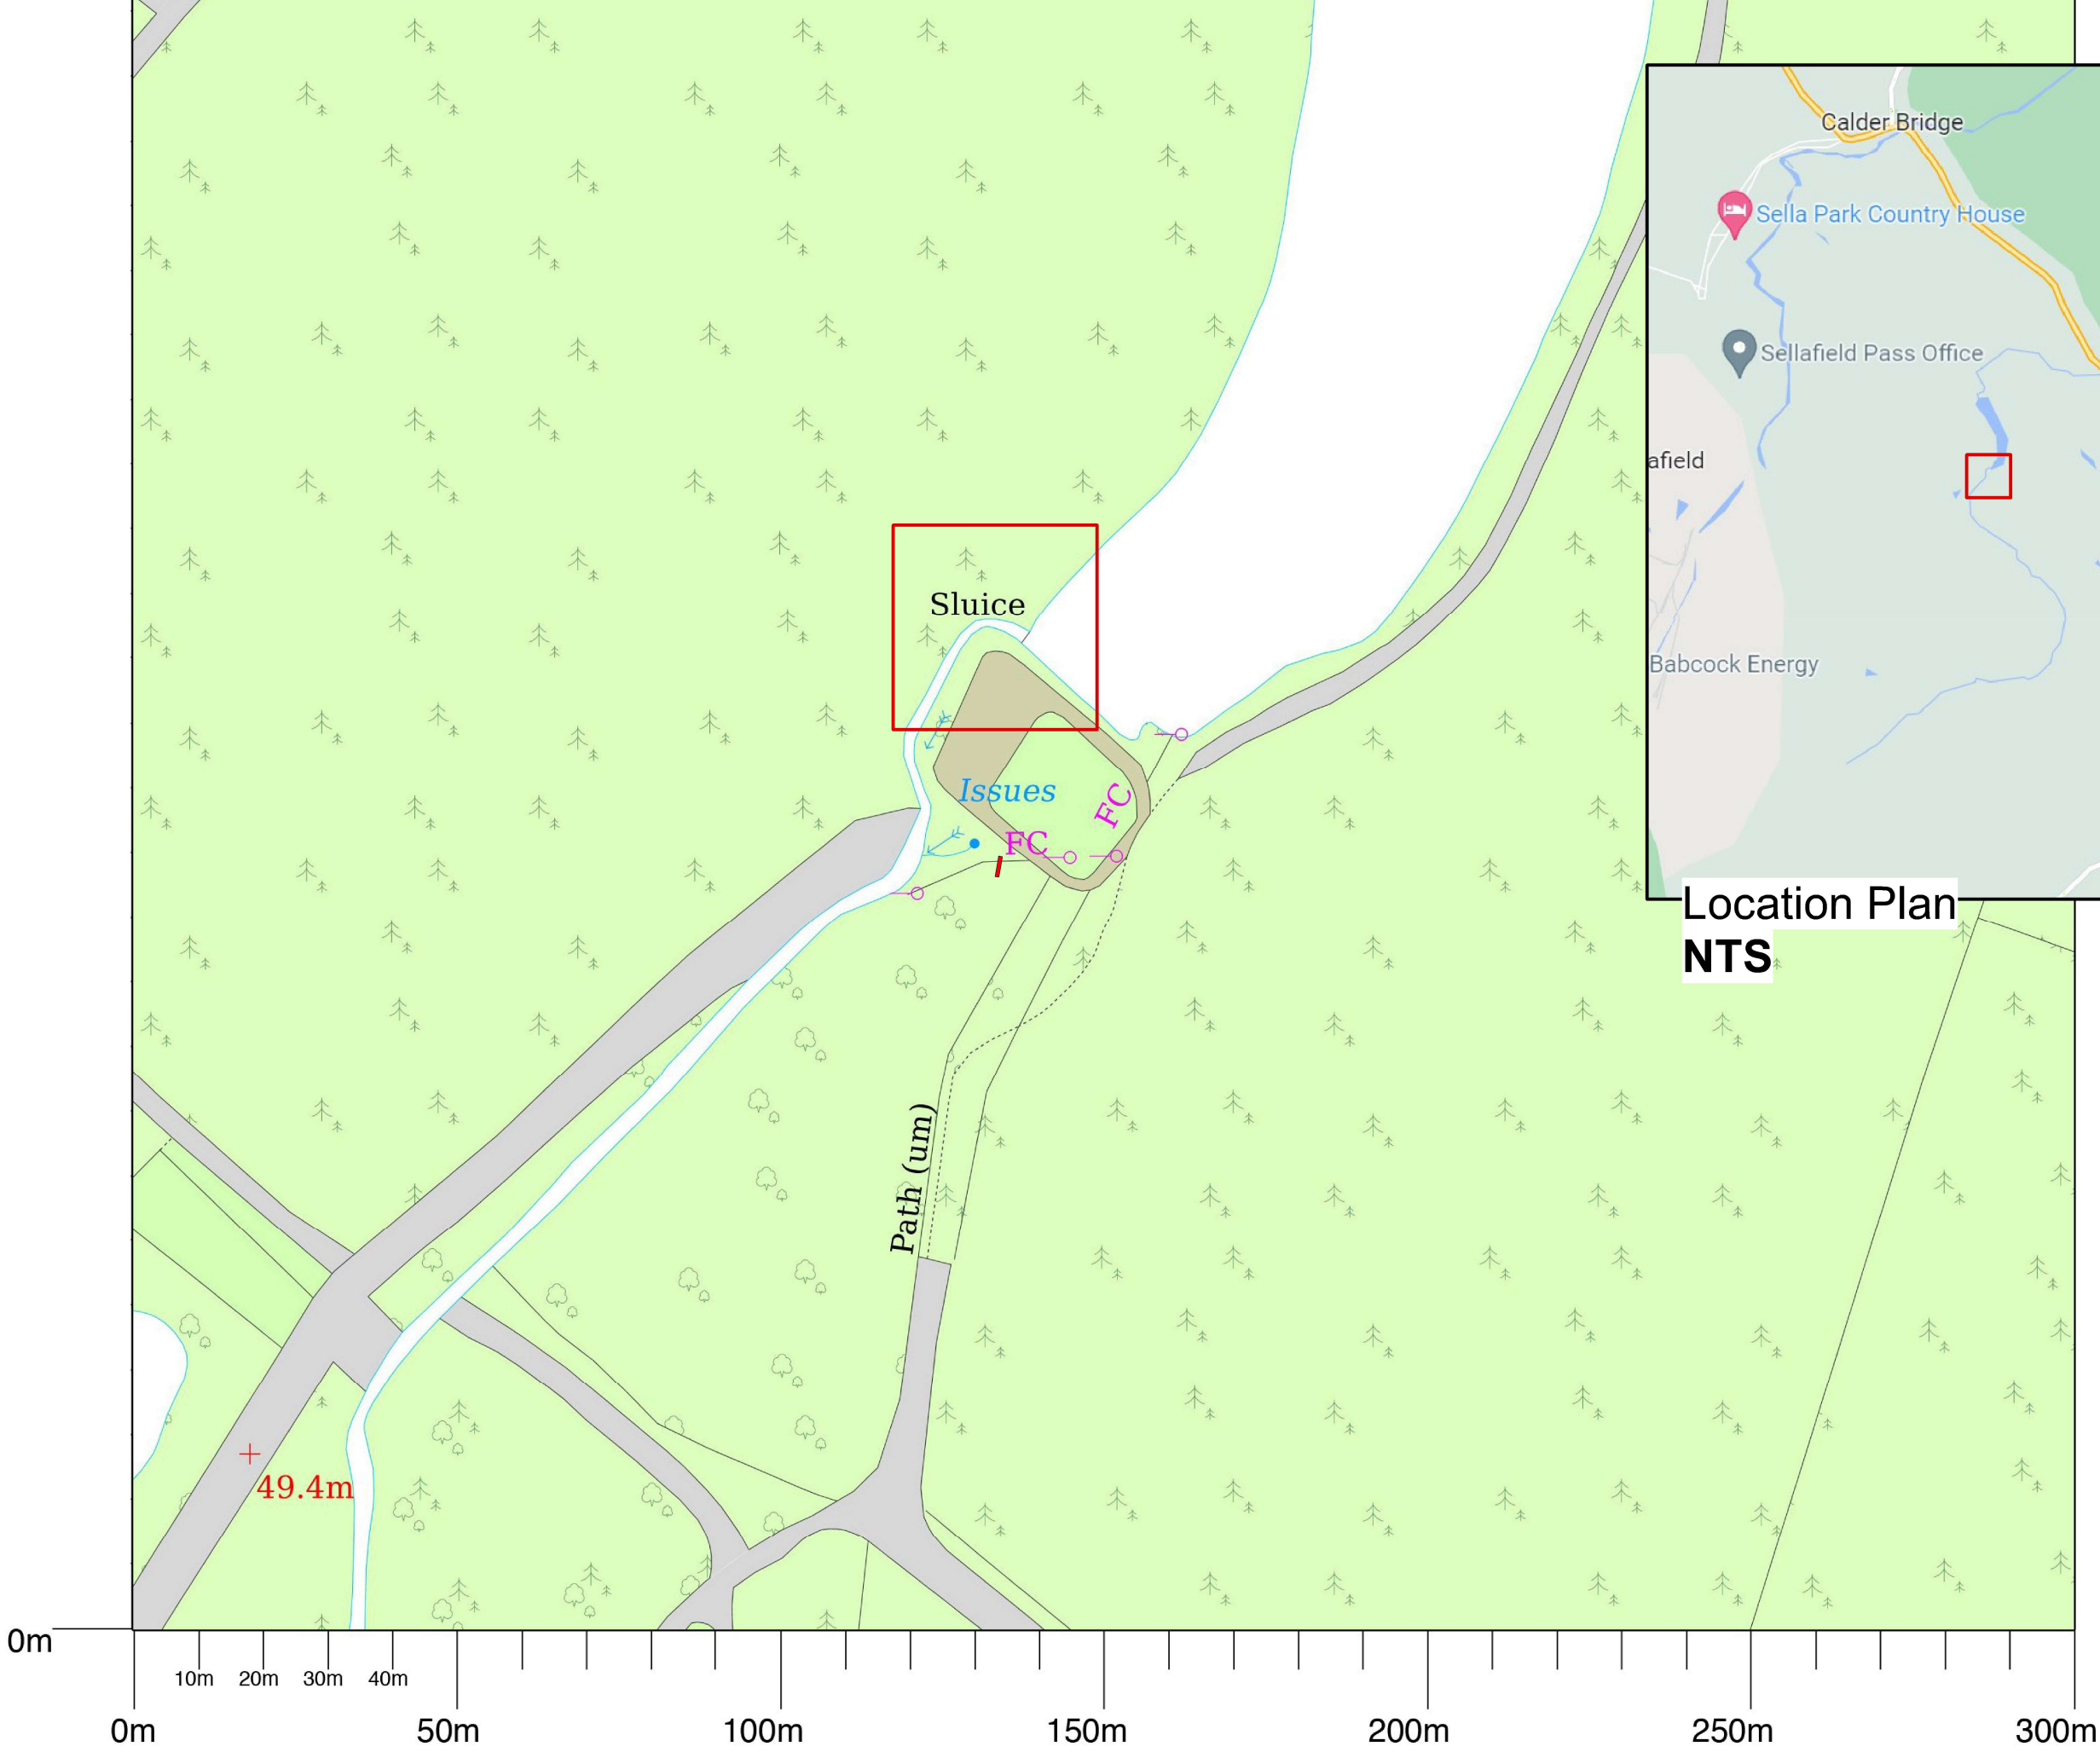 Calder Bridge
Sella Park Country House
Sellafield Pass Office
afield
Babcock Energy
Location Plan
NTS
Sluice
Issues
FC
FC
Path (um)
49.4m
0m
10m 20m 30m 40m
0m 50m 100m 150m 200m 250m 300m